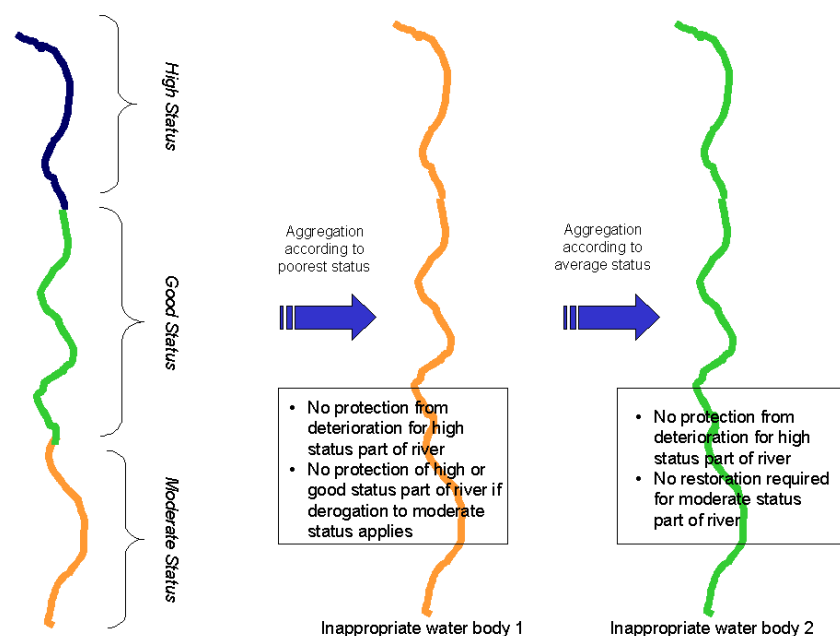 High Status
Good Status
Moderate Status
Aggregation
according to
poorest status
• No protection from
deterioration for high
status part of river
• No protection of high or
good status part of river if
derogation to moderate
status applies
Inappropriate water body 1
Aggregation
according to
average status
• No protection from
deterioration for high
status part of river
• No restoration required
for moderate status
part of river
Inappropriate water body 2